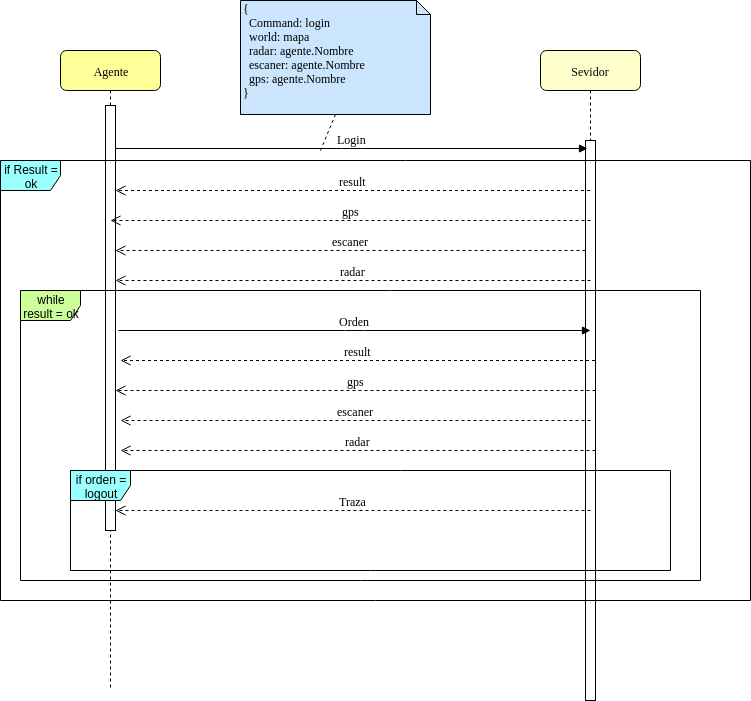 {
Command: login
world: mapa
radar: agente.Nombre
escaner: agente.Nombre
gps: agente.Nombre
}
Agente
Sevidor
Login
if Result =
ok
result
gps
escaner
radar
while
result = ok
Orden
result
gps
escaner
radar
if orden =
logout
Traza